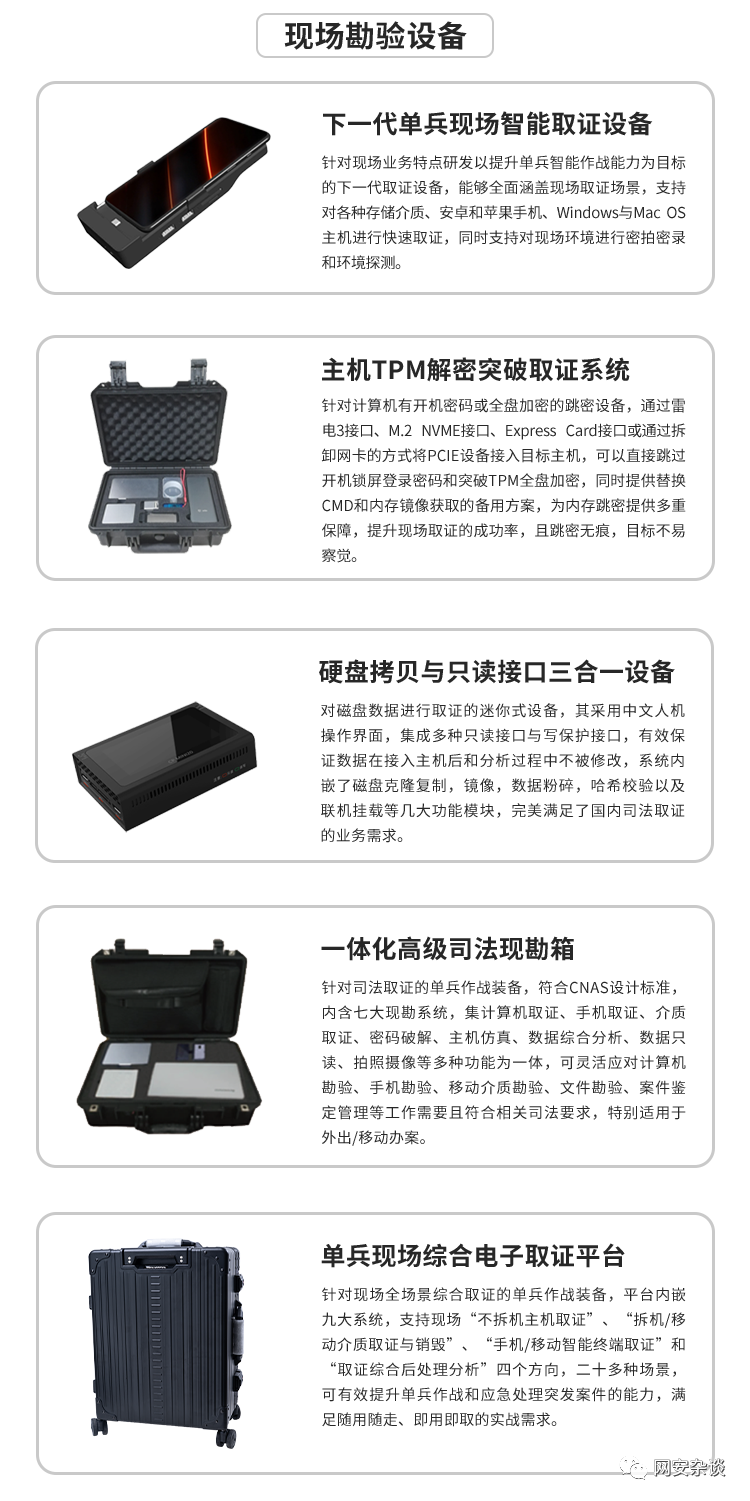 现场勘验设备
下一代单兵现场智能取证设备
针对现场业务特点研发以提升单兵智能作战能力为目标
的下一代取证设备，能够全面涵盖现场取证场景，支持
对各种存储介质、安卓和苹果手机、Windows与Mac OS
主机进行快速取证，同时支持对现场环境进行密拍密录
和环境探测。
主机TPM解密突破取证系统
针对计算机有开机密码或全盘加密的跳密设备，通过雷
电3接口、M.2 NVME接口、Express Card接口或通过拆
卸网卡的方式将PCIE设备接入目标主机，可以直接跳过
开机锁屏登录密码和突破TPM全盘加密，同时提供替换
CMD和内存镜像获取的备用方案，为内存跳密提供多重
保障，提升现场取证的成功率，且跳密无痕，目标不易
察觉。
硬盘拷贝与只读接口三合一设备
对磁盘数据进行取证的迷你式设备，其采用中文人机
操作界面，集成多种只读接口与写保护接口，有效保
证数据在接入主机后和分析过程中不被修改，系统内
嵌了磁盘克隆复制，镜像，数据粉碎，哈希校验以及
联机挂载等几大功能模块，完美满足了国内司法取证
的业务需求。
一体化高级司法现勘箱
针对司法取证的单兵作战装备，符合CNAS设计标准，
内含七大现勘系统，集计算机取证、手机取证、介质
取证、密码破解、主机仿真、数据综合分析、数据只
读、拍照摄像等多种功能为一体，可灵活应对计算机
勘验、手机勘验、移动介质勘验、文件勘验、案件鉴
定管理等工作需要且符合相关司法要求，特别适用于
外出/移动办案。
单兵现场综合电子取证平台
针对现场全场景综合取证的单兵作战装备，平台内嵌
九大系统，支持现场“不拆机主机取证”、“拆机/移
动介质取证与销毁”、“手机/移动智能终端取证”和
“取证综合后处理分析”四个方向，二十多种场景，
可有效提升单兵作战和应急处理突发案件的能力，满
足随用随走、即用即取的实战需求。
网安杂谈